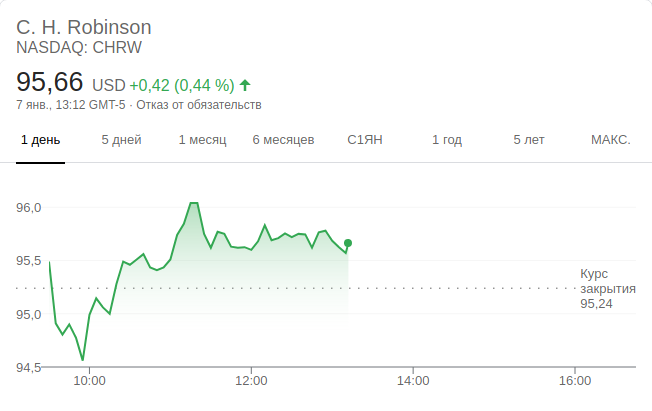 C. H. Robinson
NASDAQ: CHRW
95,66 USD +0,42 (0,44 %)
7 янв., 13:12 GMT-5 · Отказ от обязательств
1 день 5 дней 1 месяц 6 месяцев С1ЯН 1 год 5 лет МАКС.
96,0
95,5
Курс
закрытия
95,24
95,0
94,5
10:00 12:00 14:00 16:00